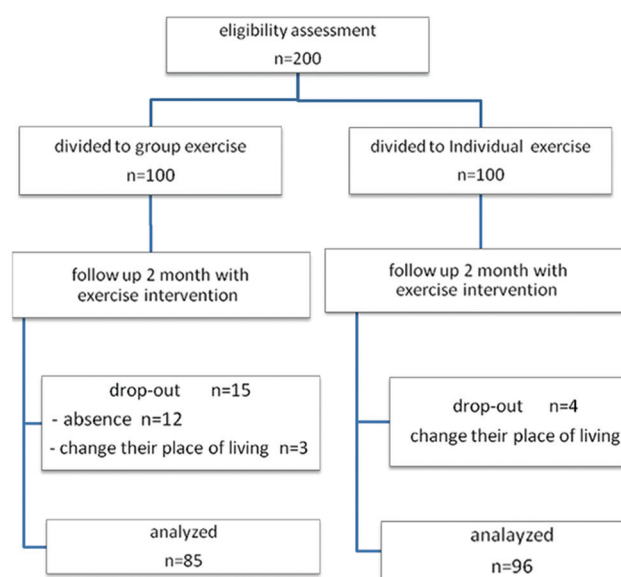 eligibility assessment
n=200
divided to group exercise
n=100
divided to Individual exercise
n=100
follow up 2 month with
exercise intervention
follow up 2 month with
exercise intervention
drop-out n=15
- absence n=12
- change their place of living n=3
drop-out n=4
change their place of living
analyzed
n=85
analayzed
n=96